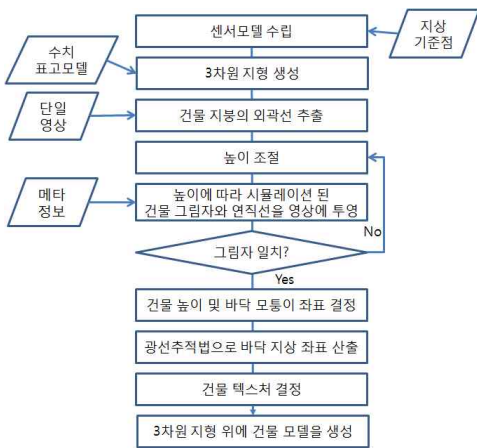 센서모델 수립
지상
기준점
수치
표고모델
3차원 지형 생성
단일
영상
건물 지붕의 외곽선 추출
높이 조절
메타
정보
높이에 따라 시뮬레이션 된
건물 그림자와 연직선을 영상에 투영
No
그림자 일치?
Yes
건물 높이 및 바닥 모퉁이 좌표 결정
광선추적법으로 바닥 지상 좌표 산출
건물 텍스처 결정
3차원 지형 위에 건물 모델을 생성